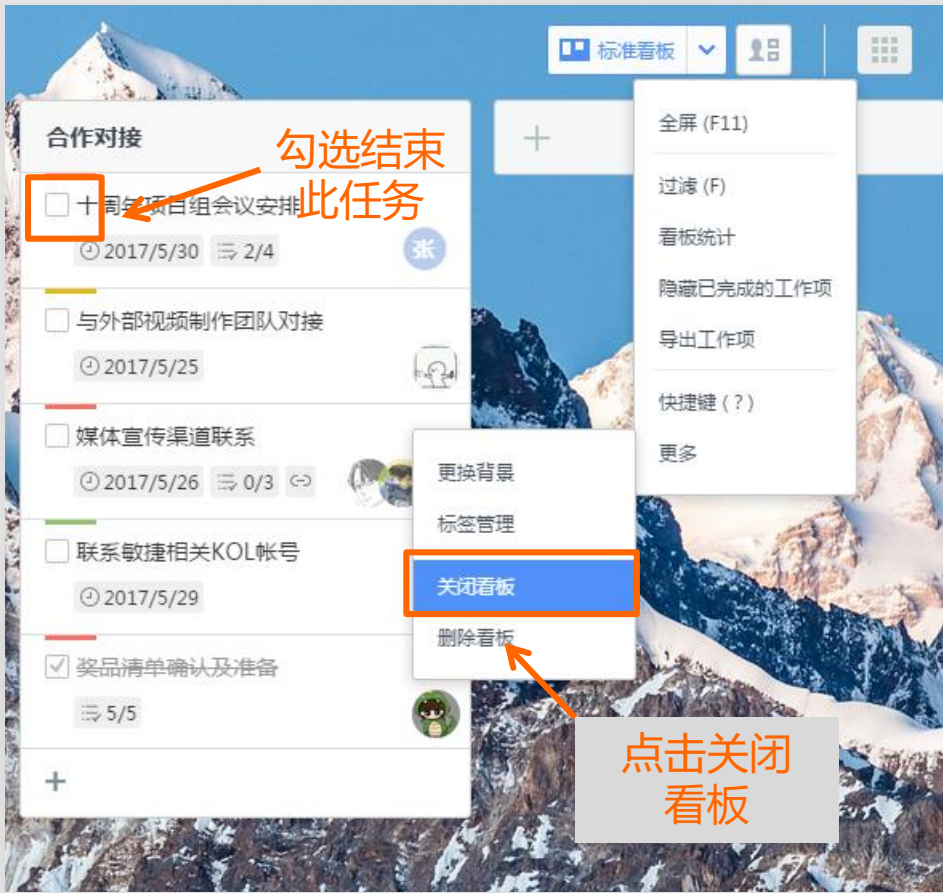 标准看板
合作对接
勾选结束
此任务
全屏 (F11)
十周年项目组会议安排
过滤 (F)
2017/5/30 2/4
张
看板统计
隐藏已完成的工作项
与外部视频制作团队对接
导出工作项
2017/5/25
快捷键 ( ? )
媒体宣传渠道联系
更多
2017/5/26 0/3
更换背景
标签管理
联系敏捷相关KOL帐号
关闭看板
2017/5/29
删除看板
奖品清单确认及准备
5/5
点击关闭
看板